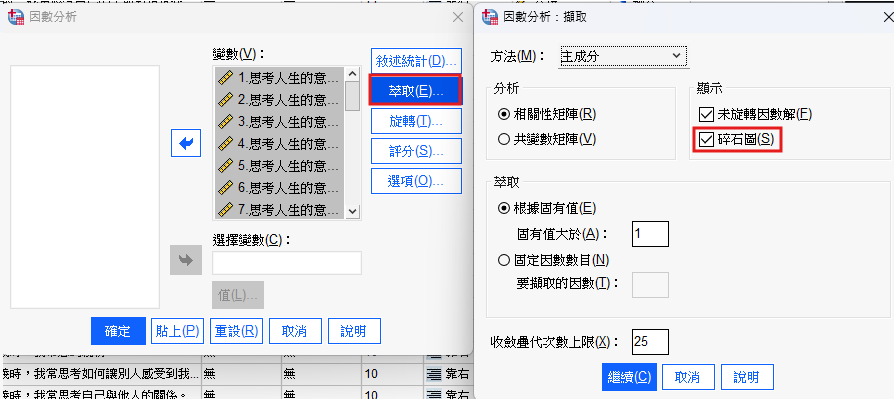 因數分析
變數(V)：
1.思考人生的意...
2.思考人生的意...
3.思考人生的意...
4.思考人生的意...
5.思考人生的意...
6.思考人生的意...
7.思考人生的意...
選擇變數(C)：
值(L)...
敘述統計(D)...
萃取(E)...
旋轉(T)...
評分(S)...
選項(O)...
確定
貼上(P)
重設(R)
取消
說明
無
無
10
靠右
時，我常思考如何讓別人感受到我...
無
無
10
靠右
時，我常思考自己與他人的關係。
無
無
10
靠右
因數分析：擷取
方法(M)：
主成分
分析
相關性矩陣(R)
共變數矩陣(V)
顯示
未旋轉因數解(F)
碎石圖(S)
萃取
根據固有值(E)
固有值大於(A)：
1
固定因數數目(N)
要擷取的因數(T)：
收斂疊代次數上限(X)：
25
繼續(C)
取消
說明